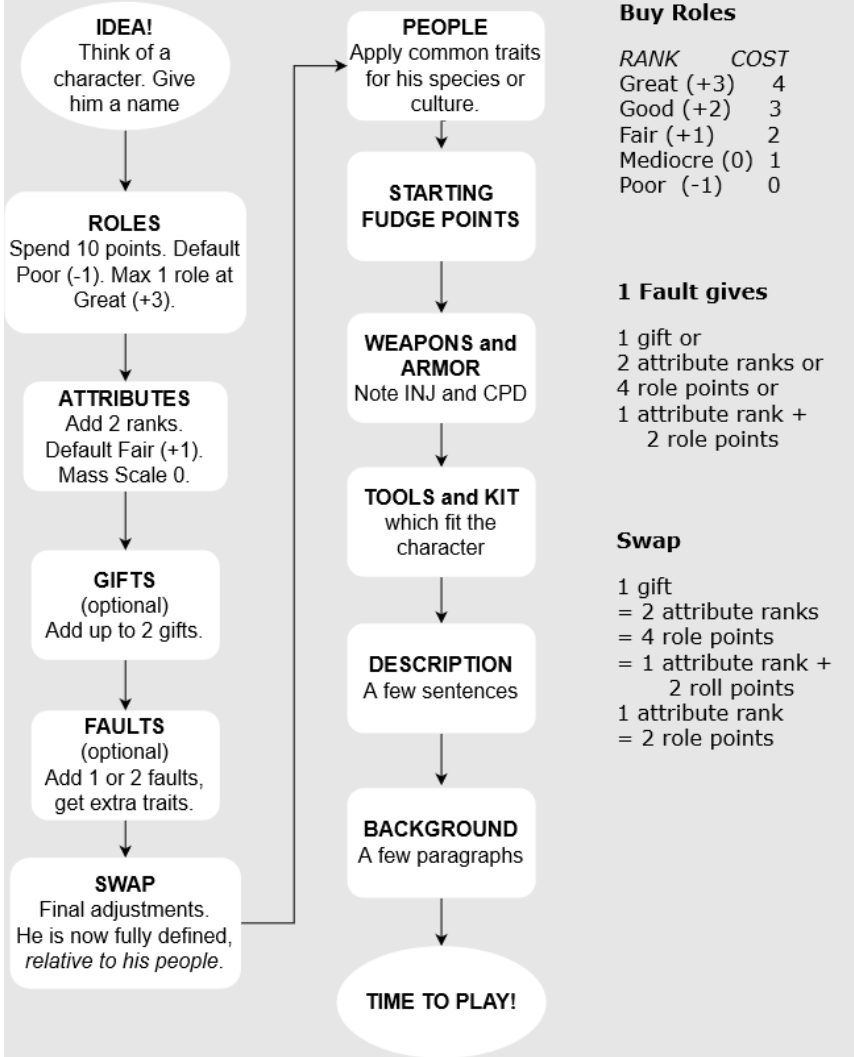 IDEA!
Think of a
character. Give
him a name
ROLES
Spend 10 points. Default
Poor (-1). Max 1 role at
Great (+3).
ATTRIBUTES
Add 2 ranks.
Default Fair (+1).
Mass Scale 0.
GIFTS
(optional)
Add up to 2 gifts.
FAULTS
(optional)
Add 1 or 2 faults,
get extra traits.
SWAP
Final adjustments.
He is now fully defined,
relative to his people.
PEOPLE
Apply common traits
for his species or
culture.
STARTING
FUDGE POINTS
WEAPONS and
ARMOR
Note INJ and CPD
TOOLS and KIT
which fit the
character
DESCRIPTION
A few sentences
BACKGROUND
A few paragraphs
TIME TO PLAY!
Buy Roles
RANK COST
Great (+3) 4
Good (+2) 3
Fair (+1) 2
Mediocre (0) 1
Poor (-1) 0
1 Fault gives
1 gift or
2 attribute ranks or
4 role points or
1 attribute rank +
2 role points
Swap
1 gift
= 2 attribute ranks
= 4 role points
= 1 attribute rank +
2 roll points
1 attribute rank
= 2 role points